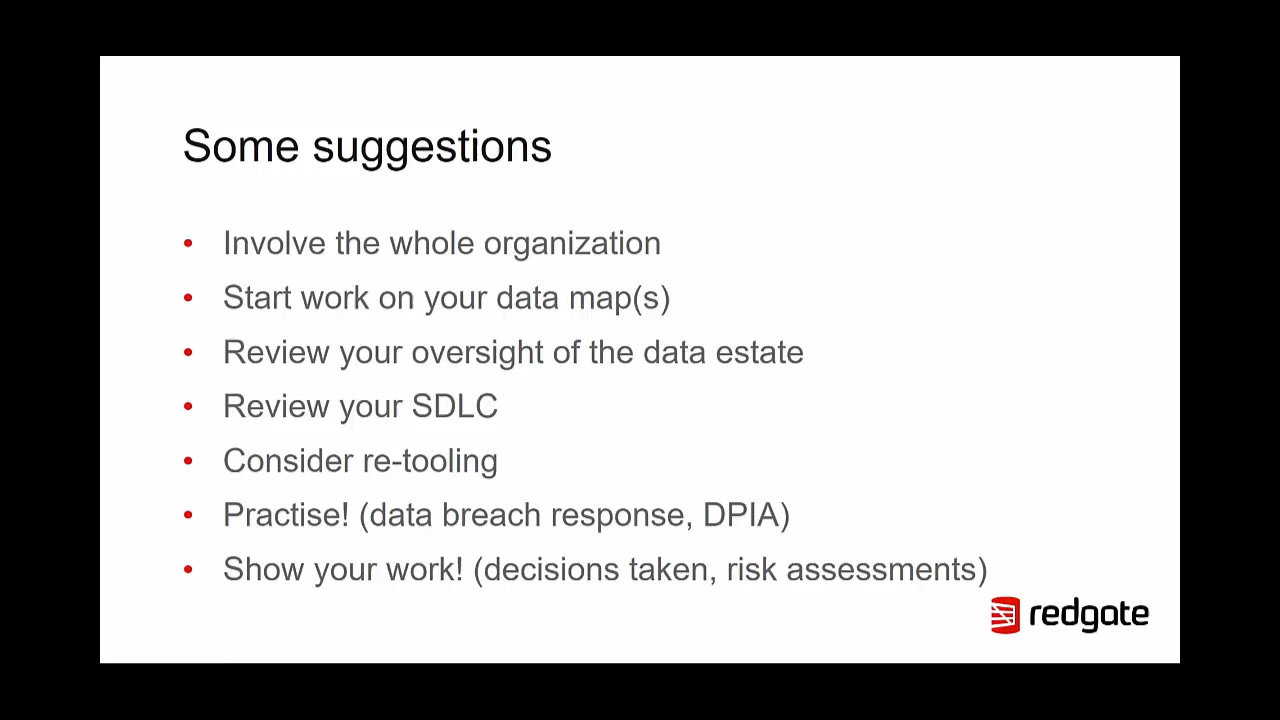 Some suggestions
• Involve the whole organization
• Start work on your data map(s)
• Review your oversight of the data estate
• Review your SDLC
• Consider re-tooling
• Practise! (data breach response, DPIA)
• Show your work! (decisions taken, risk assessments)
redgate